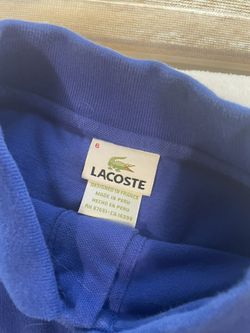 6
LACOSTE
DESIGNED IN FRANCE
MADE IN PERU
HECHO EN PERU